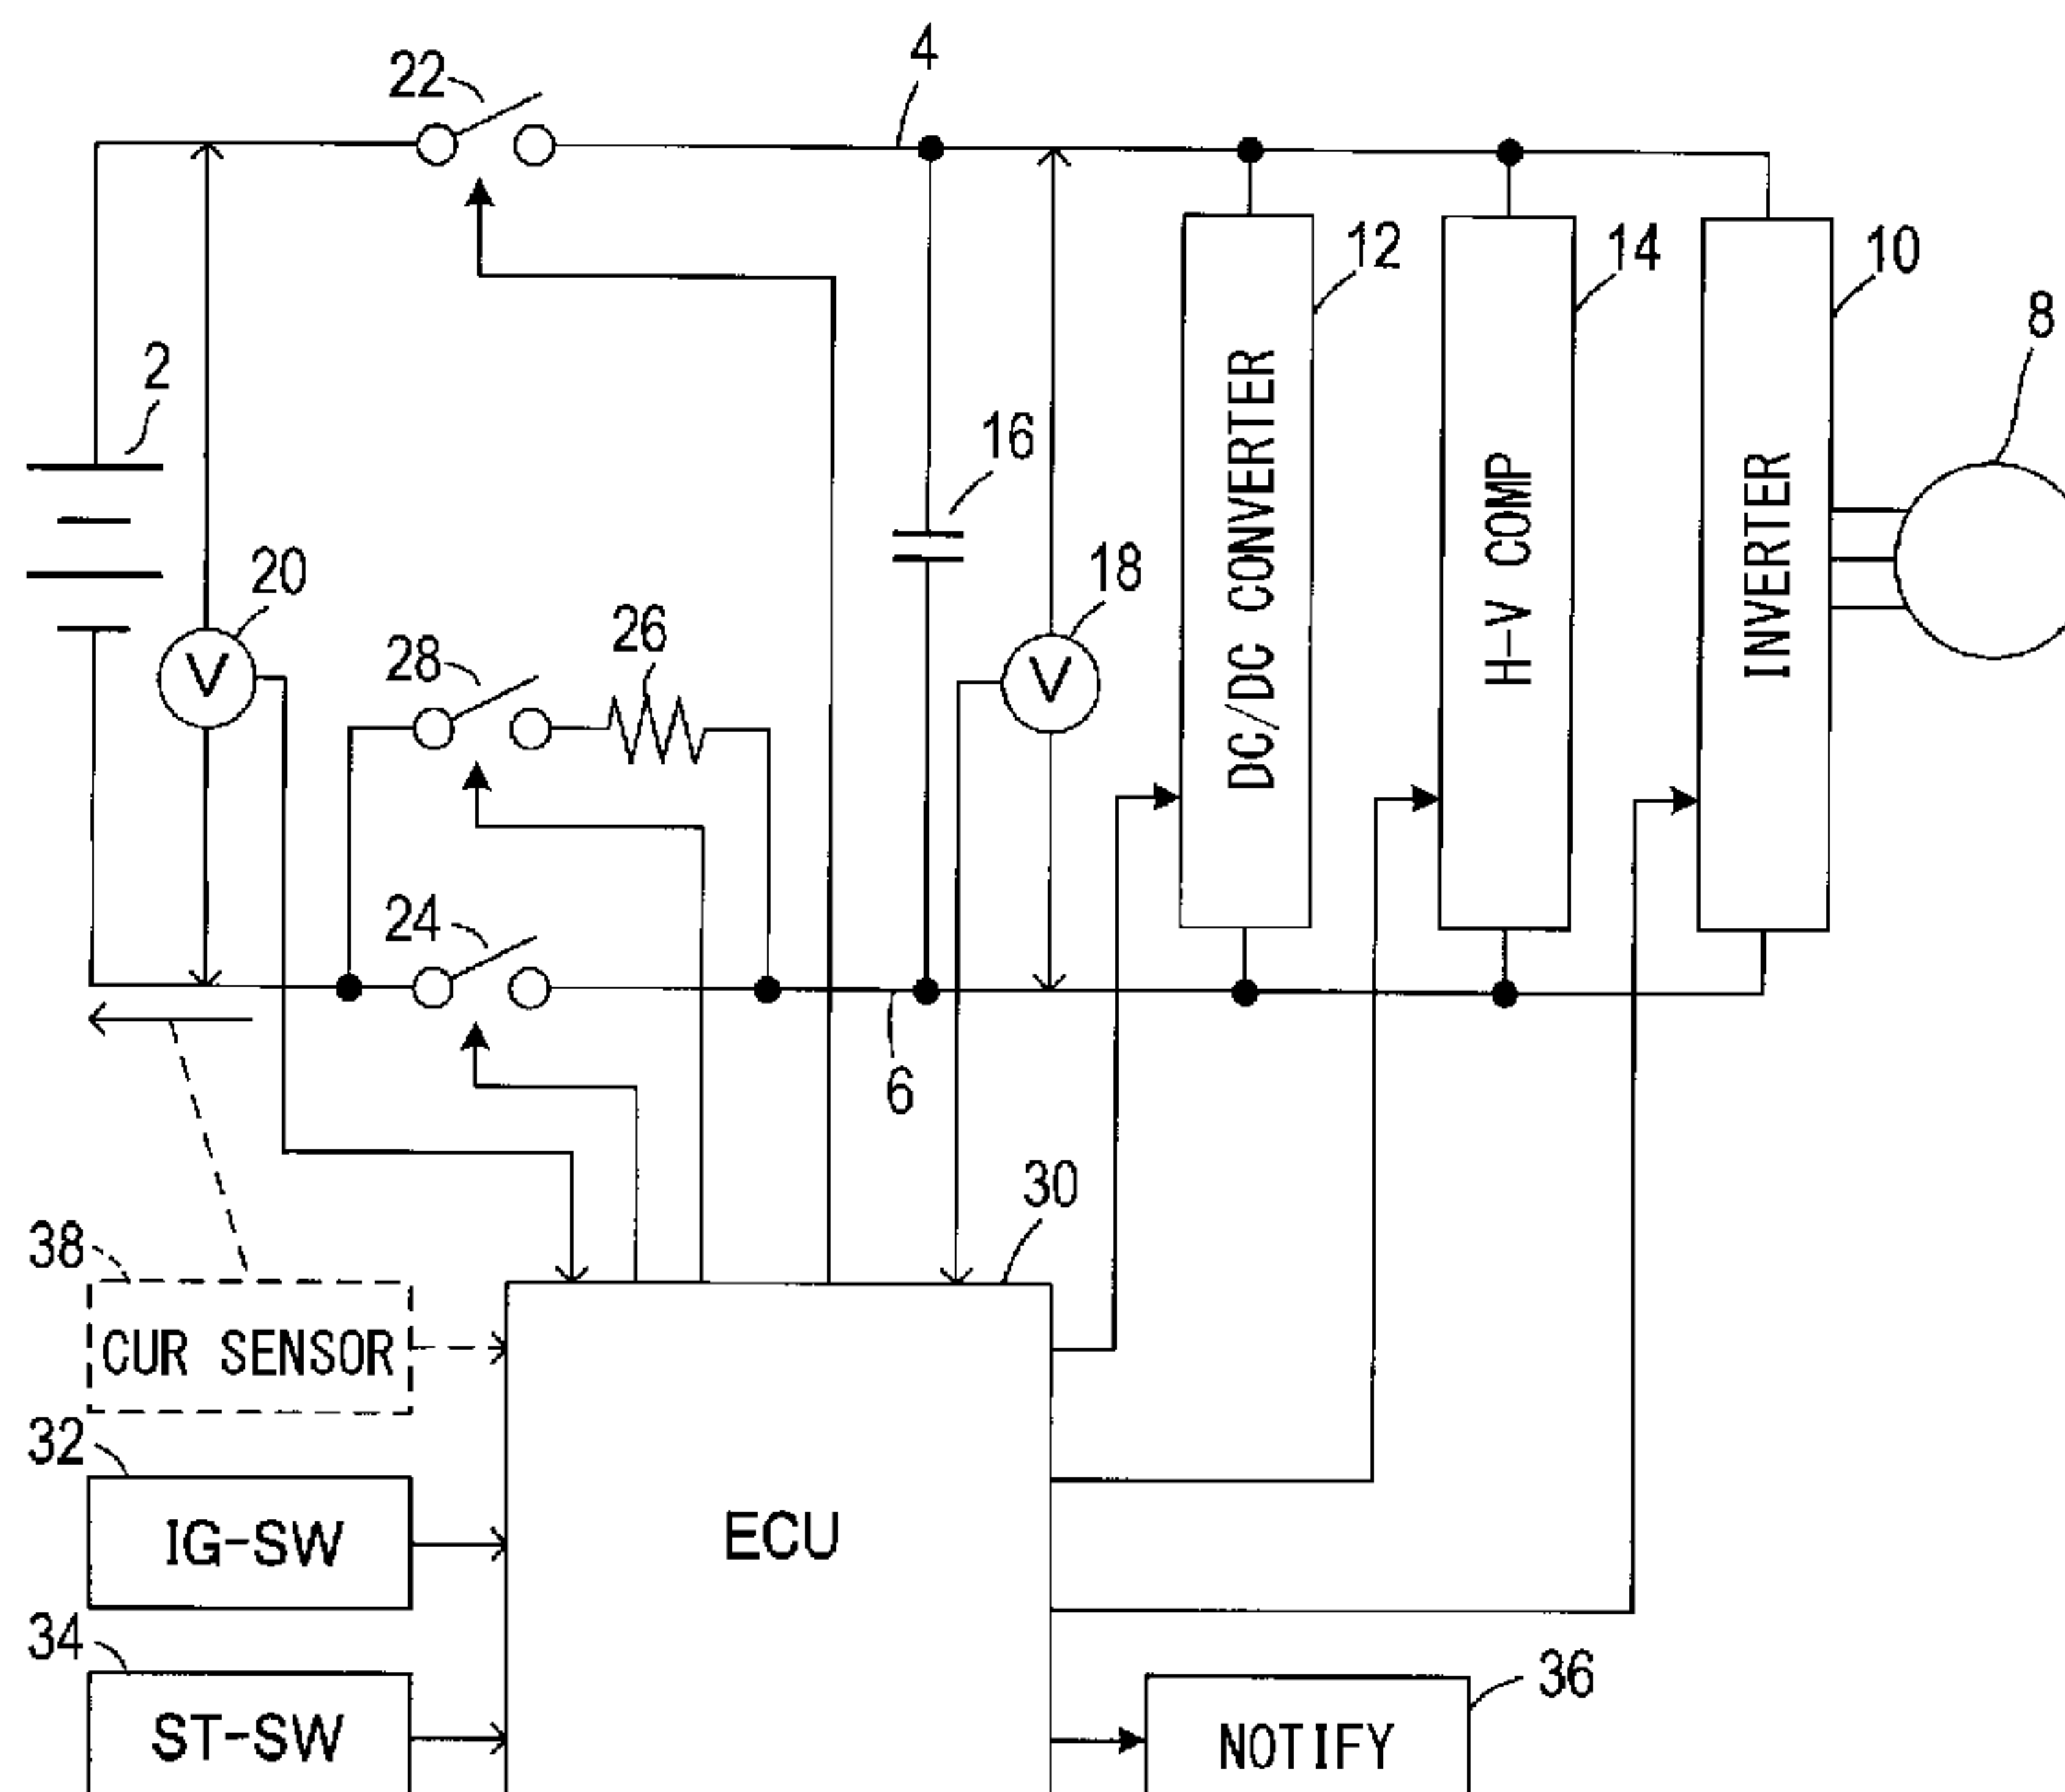 4
22
12
14
10
8
2
16
20
18
28
26
V
V
DC/DC CONVERTER
H-V COMP
INVERTER
24
6
30
38
CUR SENSOR
32
IG-SW
ECU
34
ST-SW
36
NOTIFY